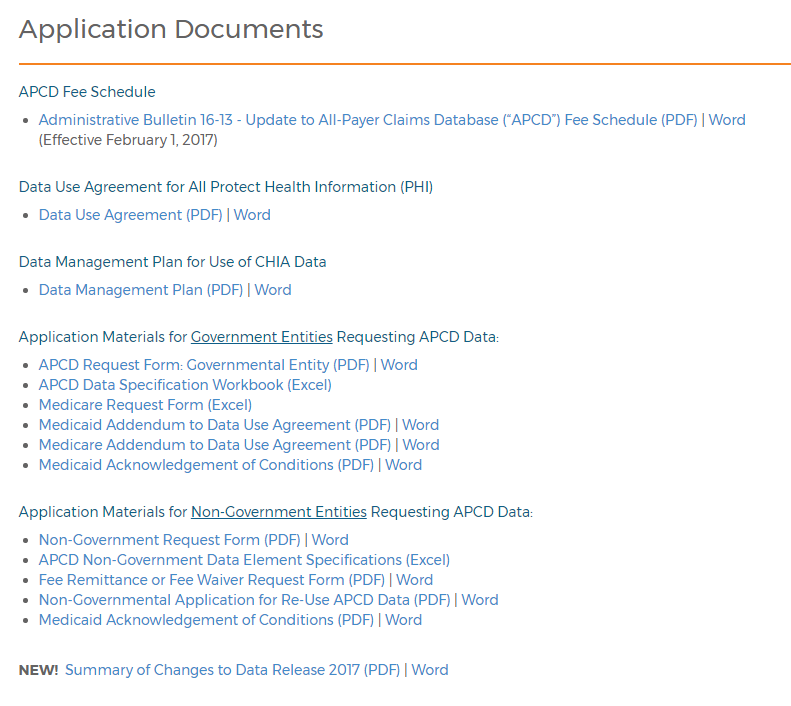 Application Documents
APCD Fee Schedule
• Administrative Bulletin 16-13 - Update to All-Payer Claims Database (“APCD”) Fee Schedule (PDF) | Word
(Effective February 1, 2017)
Data Use Agreement for All Protect Health Information (PHI)
• Data Use Agreement (PDF) | Word
Data Management Plan for Use of CHIA Data
• Data Management Plan (PDF) | Word
Application Materials for Government Entities Requesting APCD Data:
• APCD Request Form: Governmental Entity (PDF) | Word
• APCD Data Specification Workbook (Excel)
• Medicare Request Form (Excel)
• Medicaid Addendum to Data Use Agreement (PDF) | Word
• Medicare Addendum to Data Use Agreement (PDF) | Word
• Medicaid Acknowledgement of Conditions (PDF) | Word
Application Materials for Non-Government Entities Requesting APCD Data:
• Non-Government Request Form (PDF) | Word
• APCD Non-Government Data Element Specifications (Excel)
• Fee Remittance or Fee Waiver Request Form (PDF) | Word
• Non-Governmental Application for Re-Use APCD Data (PDF) | Word
• Medicaid Acknowledgement of Conditions (PDF) | Word
NEW! Summary of Changes to Data Release 2017 (PDF) | Word